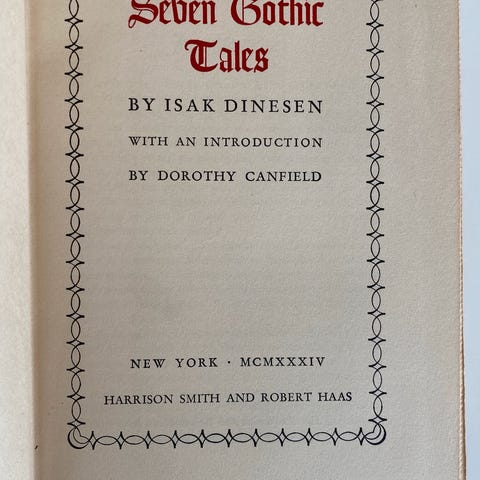 Seven Gothic
Tales
BY ISAK DINESEN
WITH AN INTRODUCTION
BY DOROTHY CANFIELD
NEW YORK · MCMXXXIV
HARRISON SMITH AND ROBERT HAAS